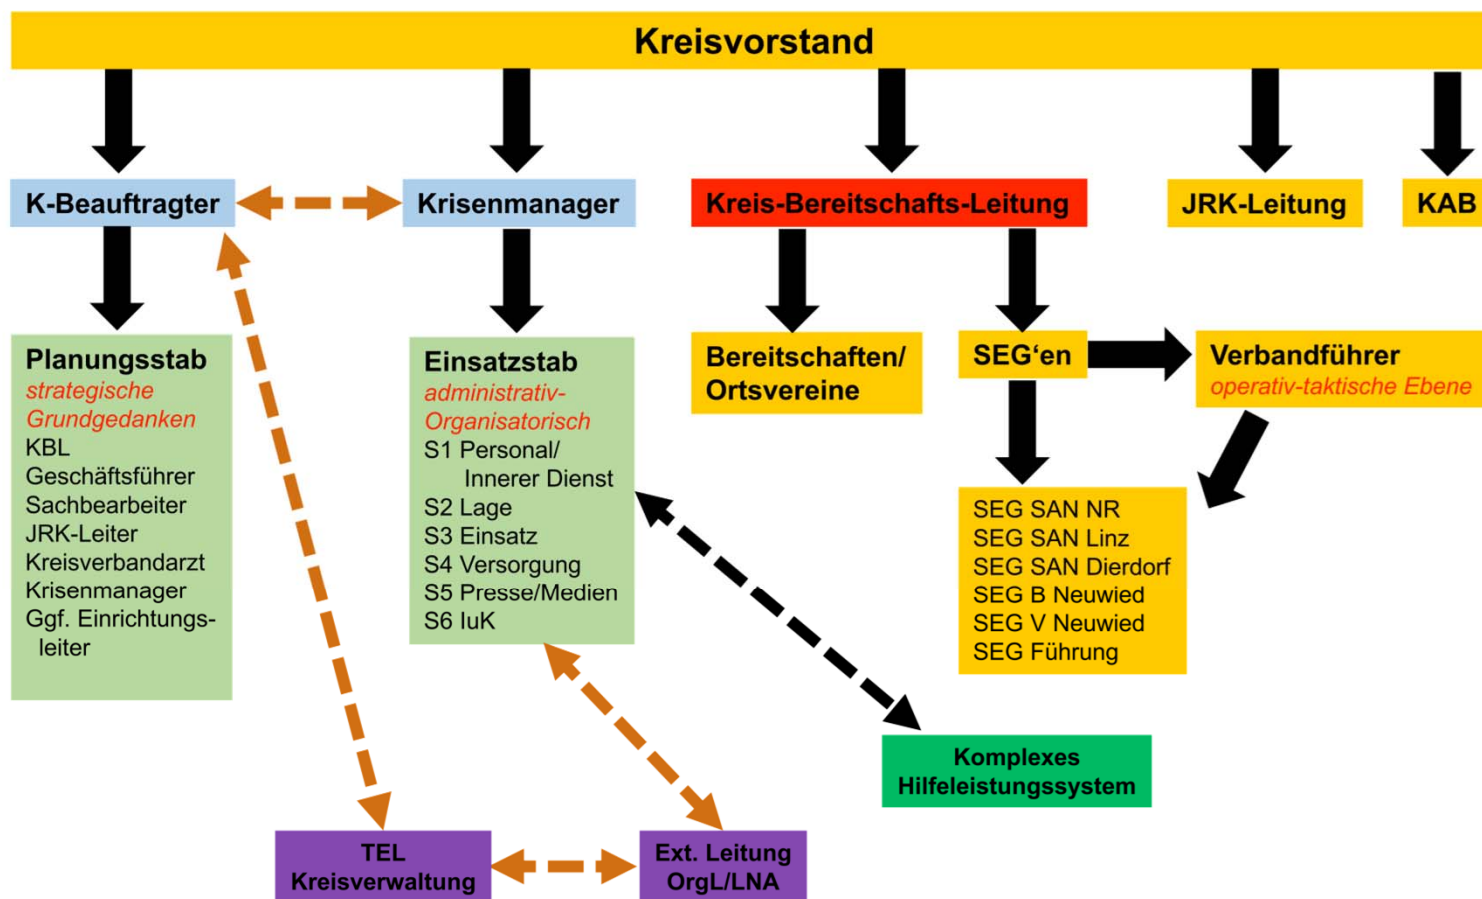 Kreisvorstand
K-Beauftragter
Krisenmanager
Kreis-Bereitschafts-Leitung
JRK-Leitung
KAB
Planungsstab
strategische
Grundgedanken
KBL
Geschäftsführer
Sachbearbeiter
JRK-Leiter
Kreisverbandarzt
Krisenmanager
Ggf. Einrichtungs-
leiter
Einsatzstab
administrativ-
Organisatorisch
S1 Personal/
Innerer Dienst
S2 Lage
S3 Einsatz
S4 Versorgung
S5 Presse/Medien
S6 IuK
Bereitschaften/
Ortsvereine
SEG‘en
Verbandführer
operativ-taktische Ebene
SEG SAN NR
SEG SAN Linz
SEG SAN Dierdorf
SEG B Neuwied
SEG V Neuwied
SEG Führung
Komplexes
Hilfeleistungssystem
TEL
Kreisverwaltung
Ext. Leitung
OrgL/LNA